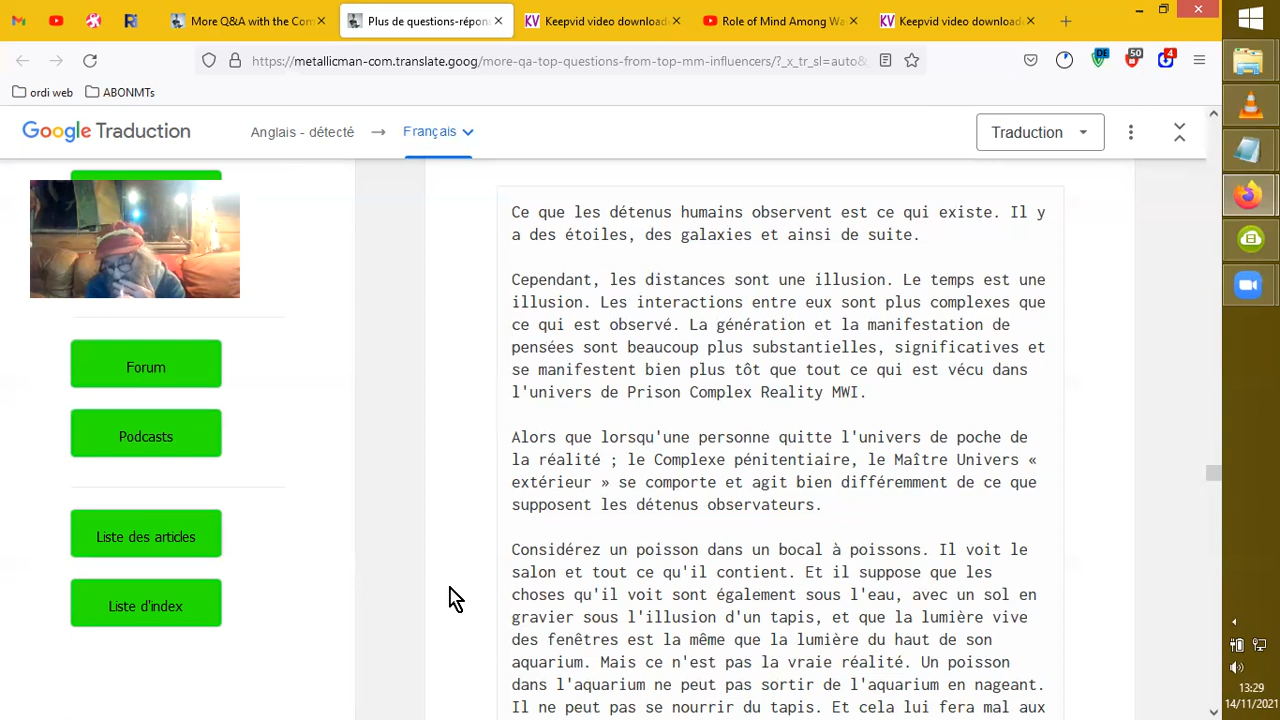 More Q&A with the Com
Plus de questions-répon
Keepvid video download
Role of Mind Among Wa
Keepvid video download
https://metallicman-com.translate.goog/more-qa-
ordi web
ABONMTs
DE
50
4
Google Traduction
Anglais - détecté
Français
Traduction
Forum
Podcasts
Liste des articles
Liste d'index
Ce que les détenus humains observent est ce qui existe. Il y
a des étoiles, des galaxies et ainsi de suite.
Cependant, les distances sont une illusion. Le temps est une
illusion. Les interactions entre eux sont plus complexes que
ce qui est observé. La génération et la manifestation de
pensées sont beaucoup plus substantielles, significatives et
se manifestent bien plus tôt que tout ce qui est vécu dans
l'univers de Prison Complex Reality MWI.
Alors que lorsqu'une personne quitte l'univers de poche de
la réalité ; le Complexe pénitentiaire, le Maître Univers «
extérieur » se comporte et agit bien différemment de ce que
supposent les détenus observateurs.
Considérez un poisson dans un bocal à poissons. Il voit le
salon et tout ce qu'il contient. Et il suppose que les
choses qu'il voit sont également sous l'eau, avec un sol en
gravier sous l'illusion d'un tapis, et que la lumière vive
des fenêtres est la même que la lumière du haut de son
aquarium. Mais ce n'est pas la vraie réalité. Un poisson
dans l'aquarium ne peut pas sortir de l'aquarium en nageant.
Il ne peut pas se nourrir du tapis. Et cela lui fera mal aux
13:29
14/11/2021